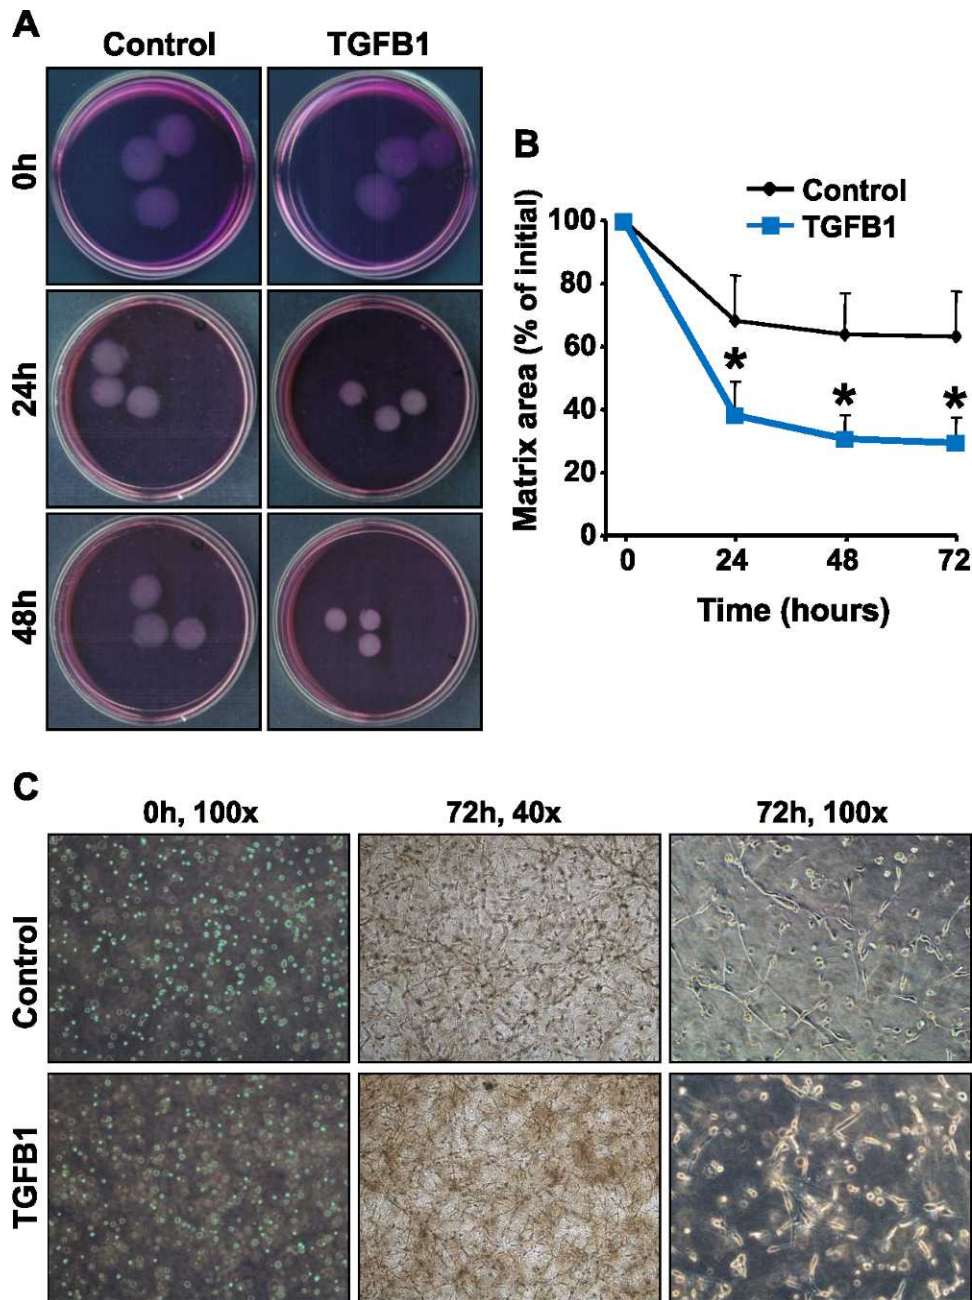 A
Control TGFB1
0h
24h
48h
B
Control
TGFB1
Matrix area (% of initial)
100
80
60
40
20
0
*
*
*
0 24 48 72
Time (hours)
C
0h, 100x 72h, 40x 72h, 100x
Control
TGFB1